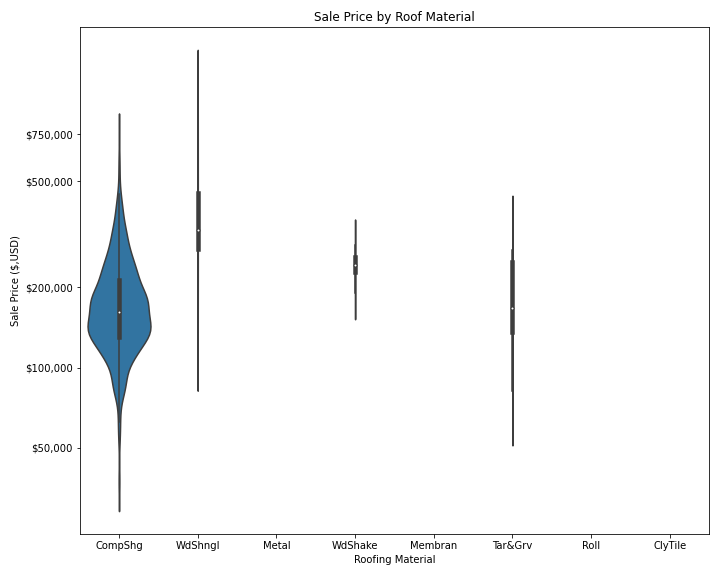 Sale Price by Roof Material
Sale Price ($,USD)
$750,000
$500,000
$200,000
$100,000
$50,000
CompShg WdShngl Metal WdShake Membran Tar&Grv Roll ClyTile
Roofing Material